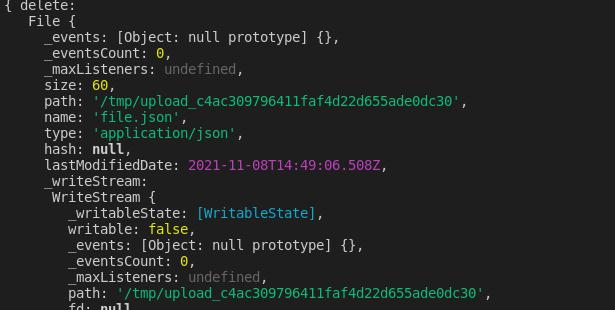 { delete:
File {
_events: [Object: null prototype] {},
_eventsCount: 0,
_maxListeners: undefined,
size: 60,
path: '/tmp/upload_c4ac309796411faf4d22d655ade0dc30',
name: 'file.json',
type: 'application/json',
hash: null,
lastModifiedDate: 2021-11-08T14:49:06.508Z,
_writeStream:
WriteStream {
_writableState: [WritableState],
writable: false,
_events: [Object: null prototype] {},
_eventsCount: 0,
_maxListeners: undefined,
path: '/tmp/upload_c4ac309796411faf4d22d655ade0dc30',
fd: null,